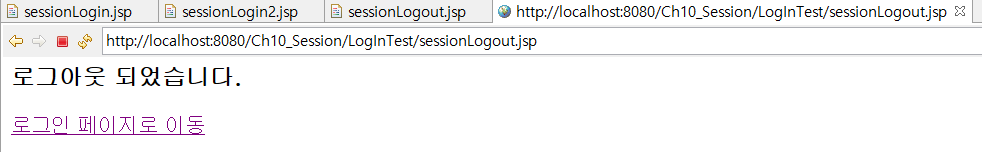 sessionLogin.jsp sessionLogin2.jsp sessionLogout.jsp http://localhost:8080/Ch10_Session/LogInTest/sessionLogout.jsp
http://localhost:8080/Ch10_Session/LogInTest/sessionLogout.jsp
로그아웃 되었습니다.
로그인 페이지로 이동